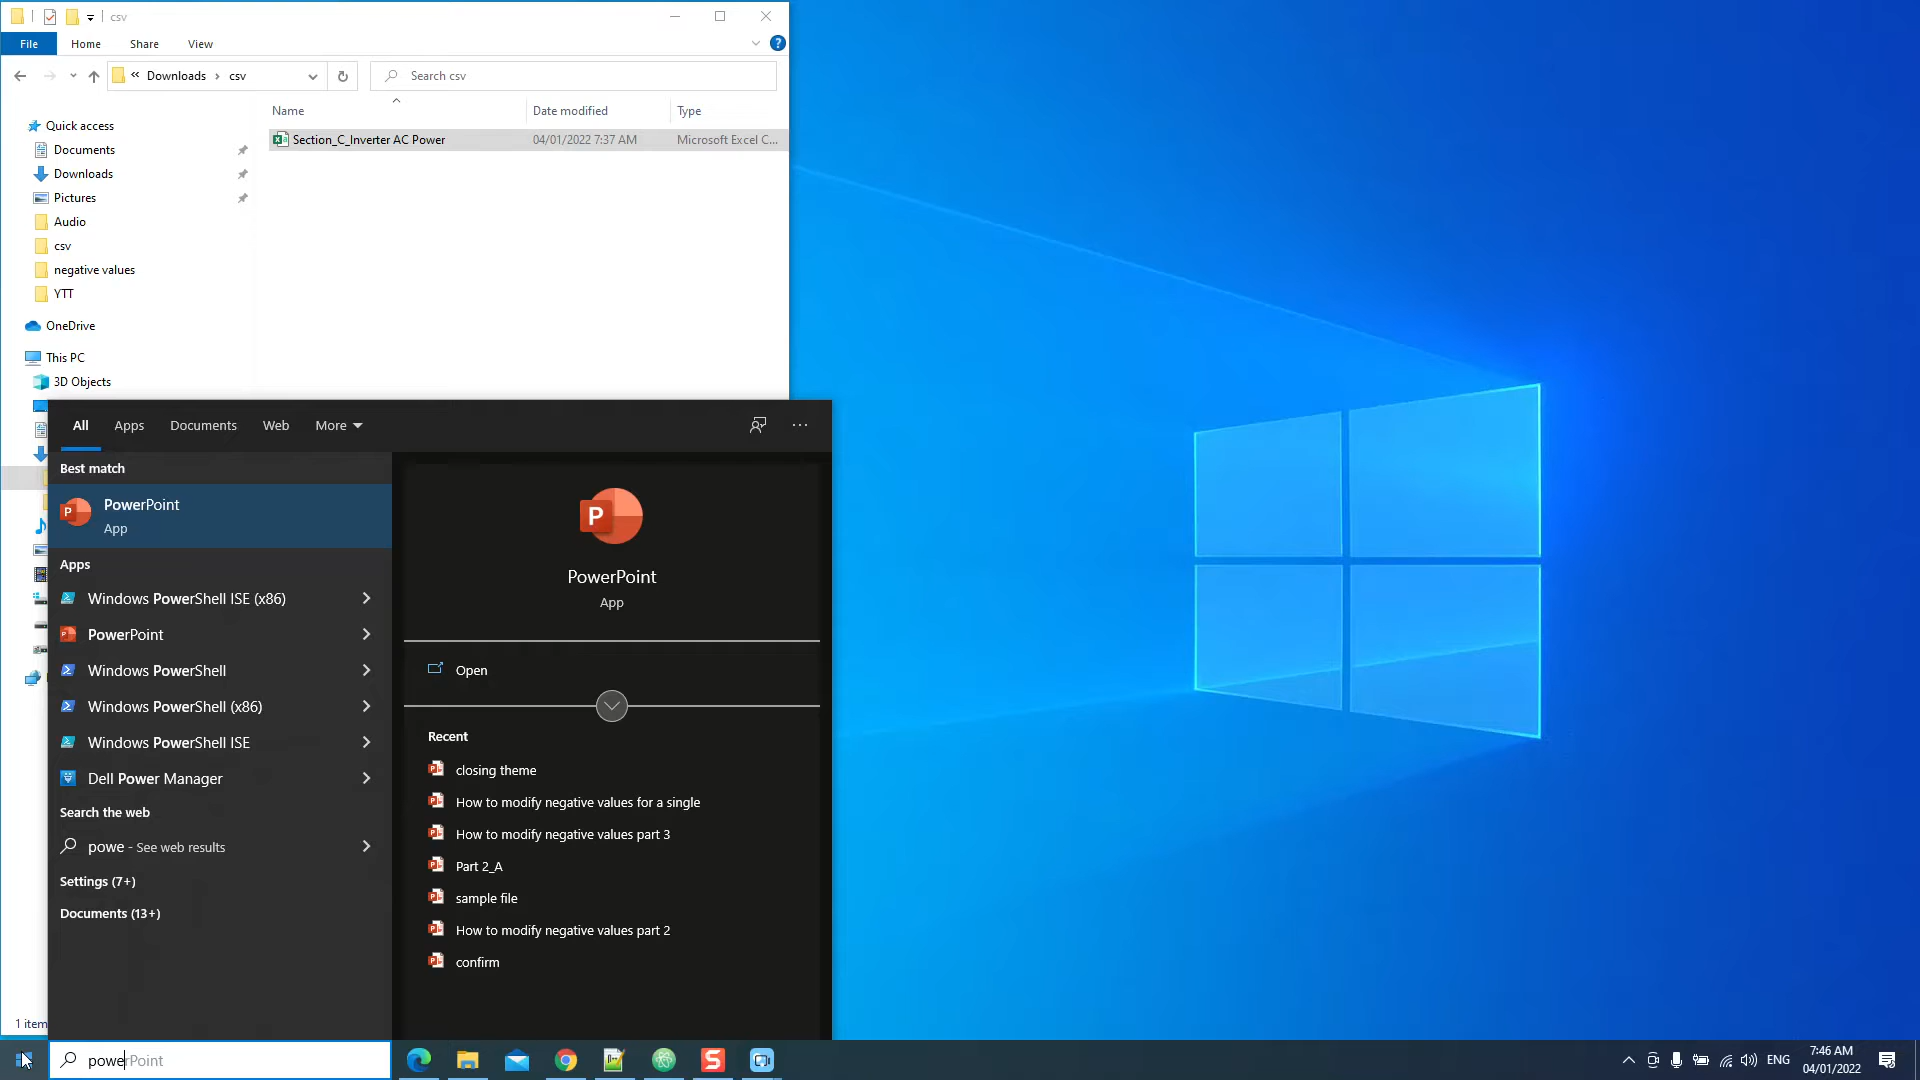 csv
File Home Share View
« Downloads › csv
Search csv
Name Date modified Type
Section_C_Inverter AC Power 04/01/2022 7:37 AM Microsoft Excel C...
Quick access
Documents
Downloads
Pictures
Audio
csv
negative values
YTT
OneDrive
This PC
3D Objects
1 item
All Apps Documents Web More
Best match
PowerPoint
App
Apps
Windows PowerShell ISE (x86)
PowerPoint
Windows PowerShell
Windows PowerShell (x86)
Windows PowerShell ISE
Dell Power Manager
Search the web
powe - See web results
Settings (7+)
Documents (13+)
PowerPoint
App
Open
Recent
closing theme
How to modify negative values for a single
How to modify negative values part 3
Part 2_A
sample file
How to modify negative values part 2
confirm
powerPoint
ENG
7:46 AM
04/01/2022